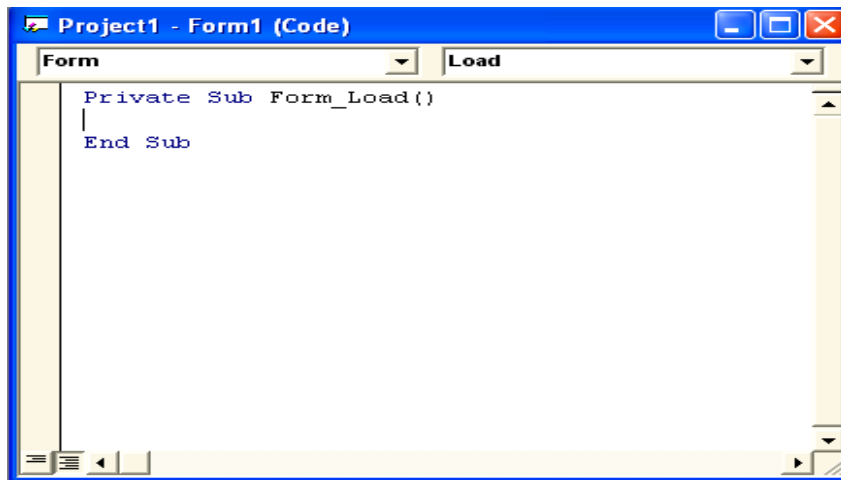 Project1 - Form1 (Code)
Form Load
Private Sub Form_Load()
End Sub